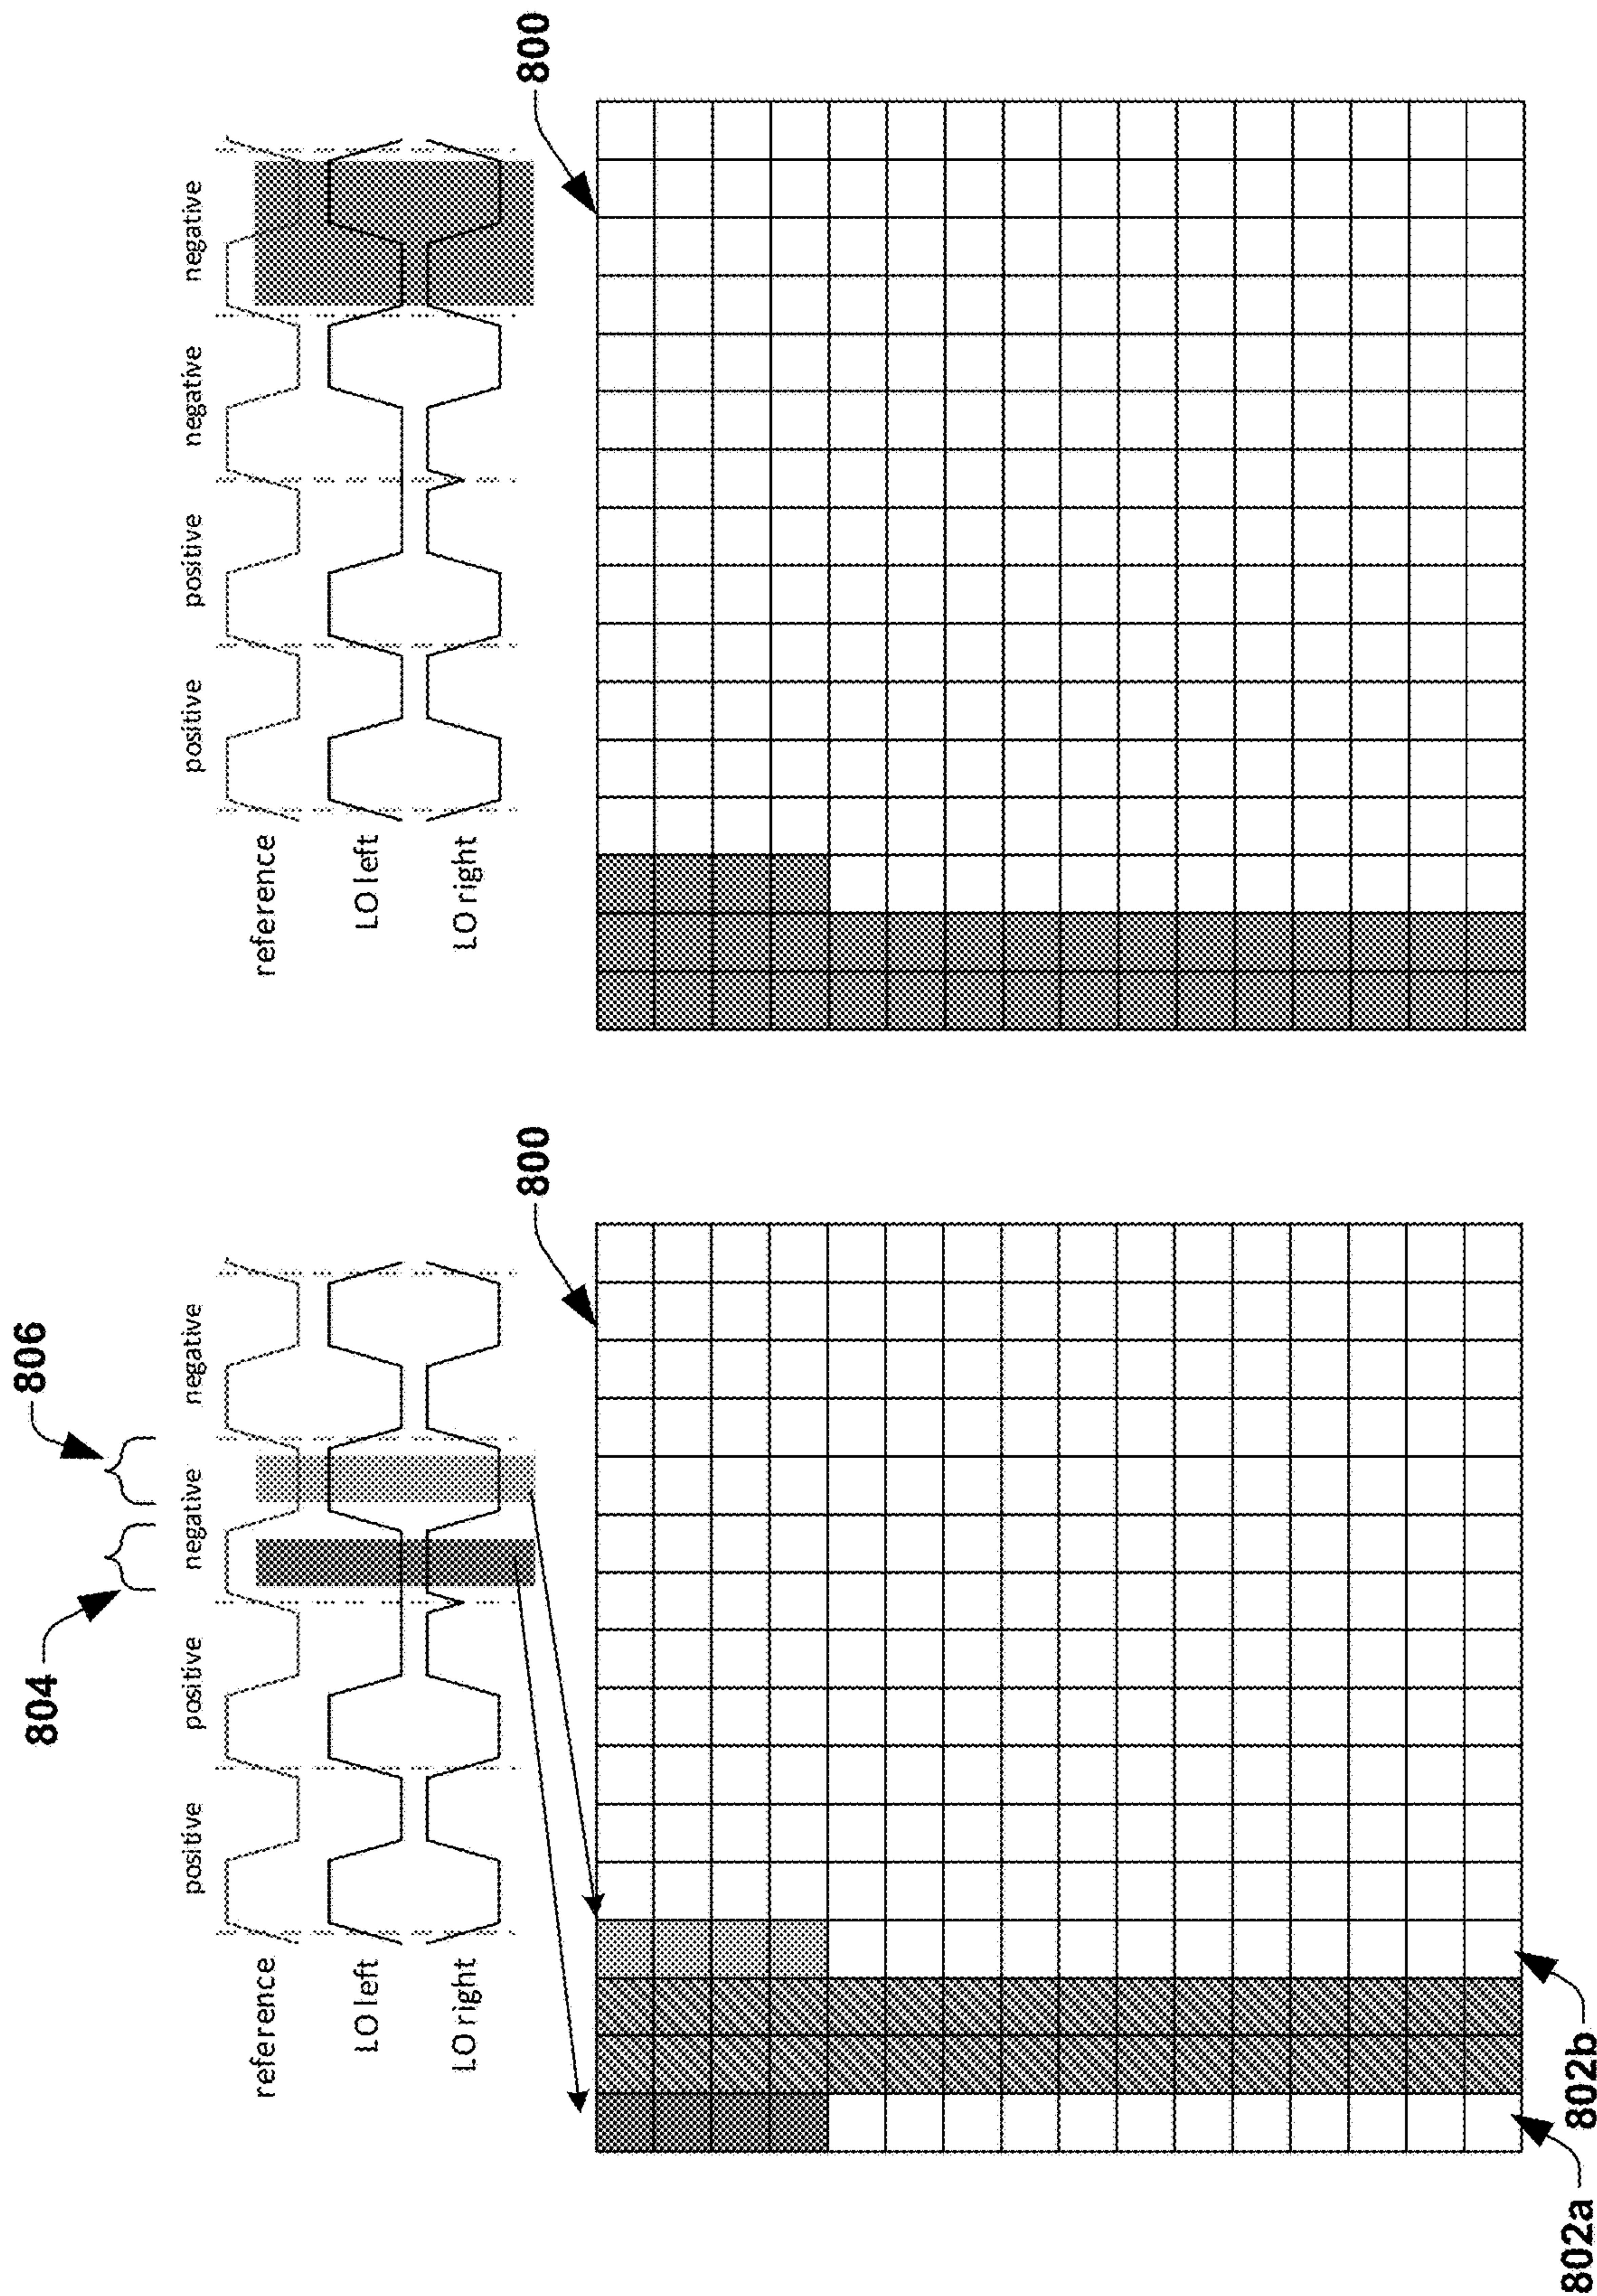 804
806
positive positive negative negative
reference
LO left
LO right
800
802a
802b
positive positive negative negative
reference
LO left
LO right
800